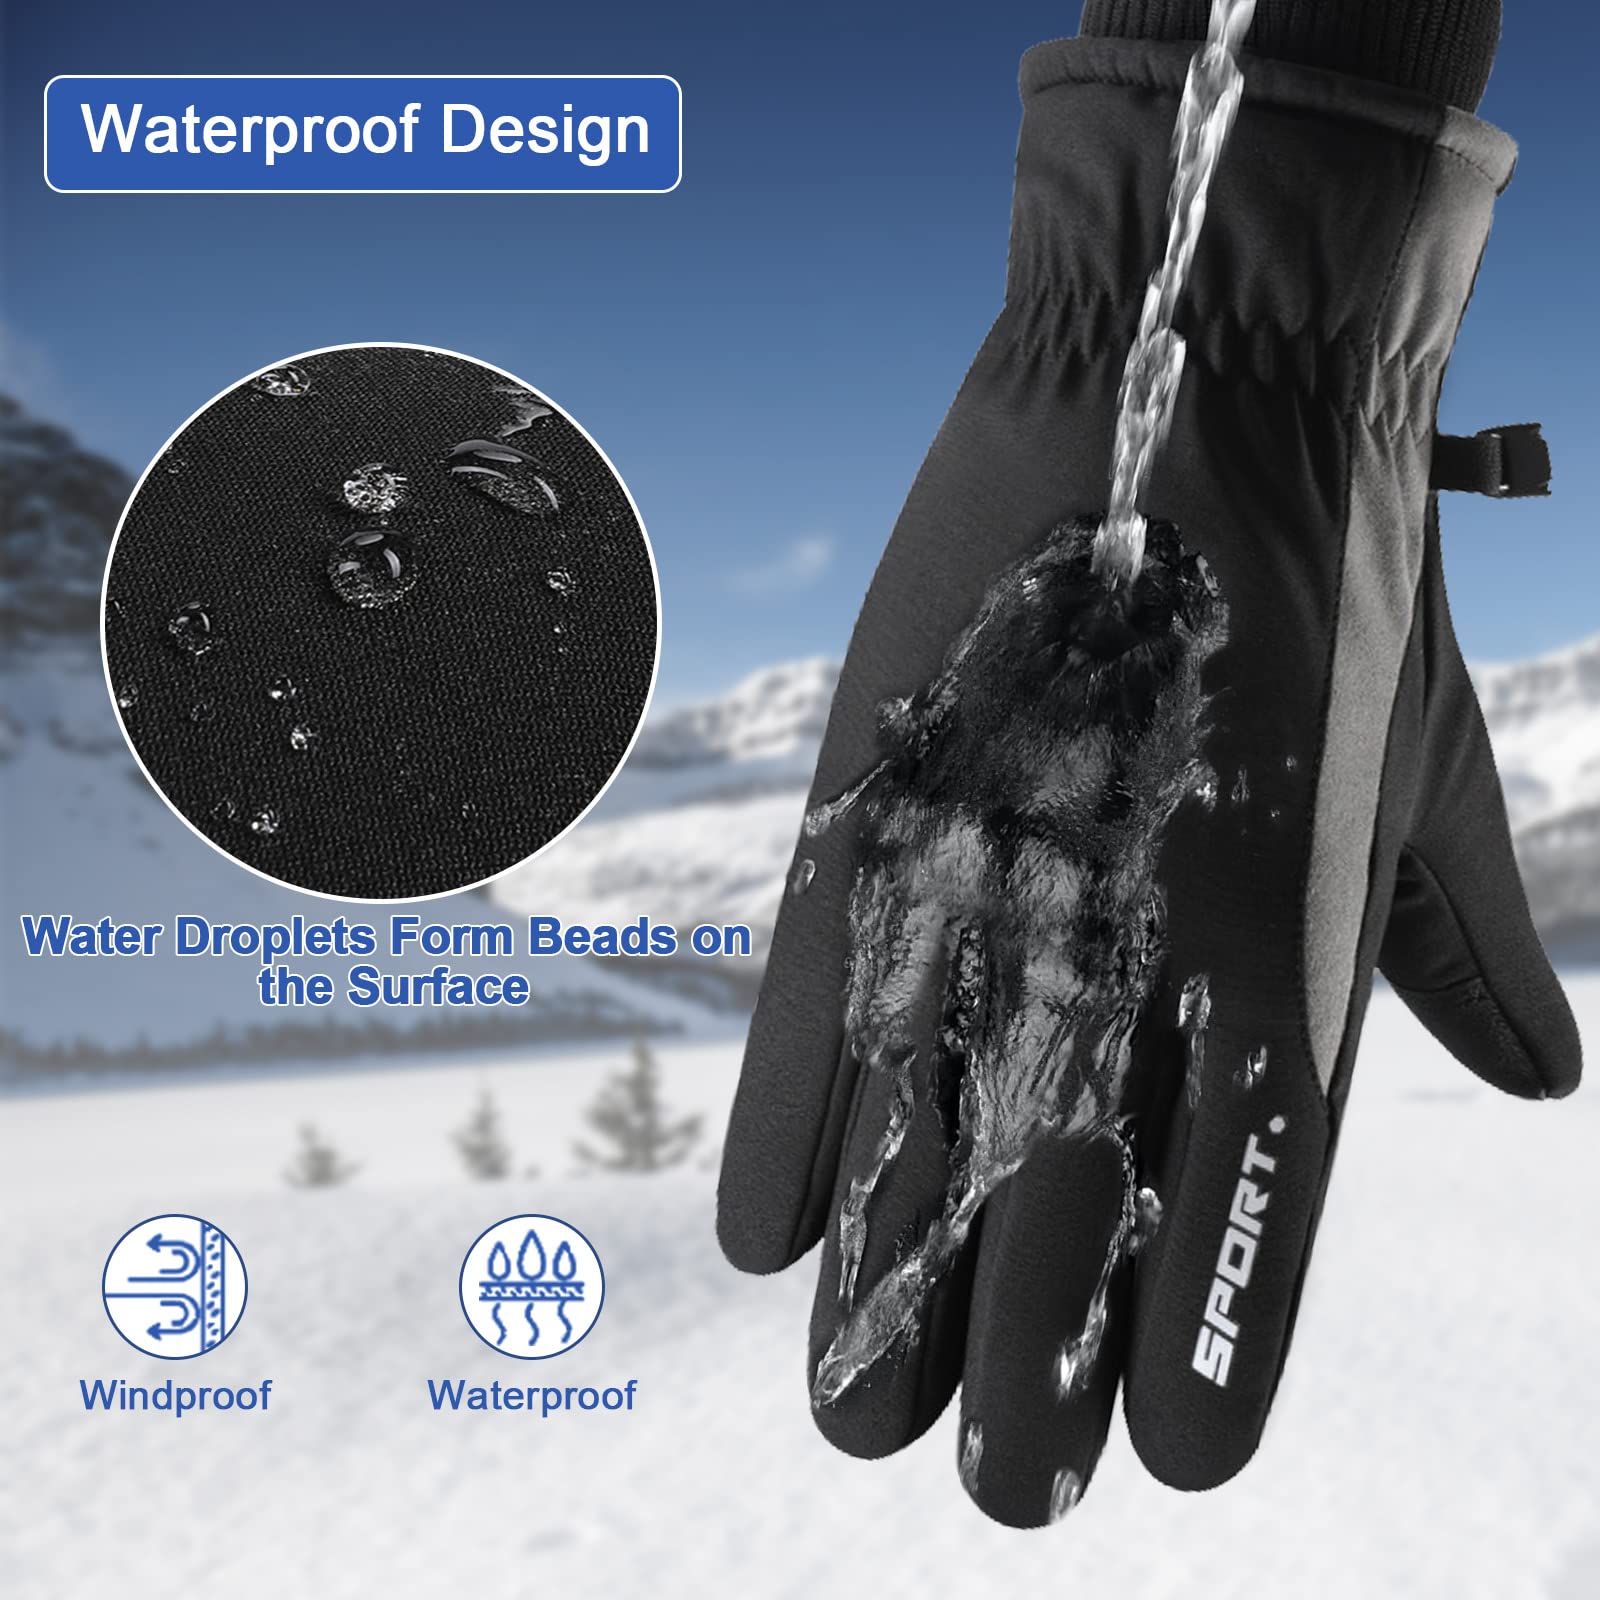 Waterproof Design
Water Droplets Form Beads on
the Surface
Windproof
Waterproof
SPORT.